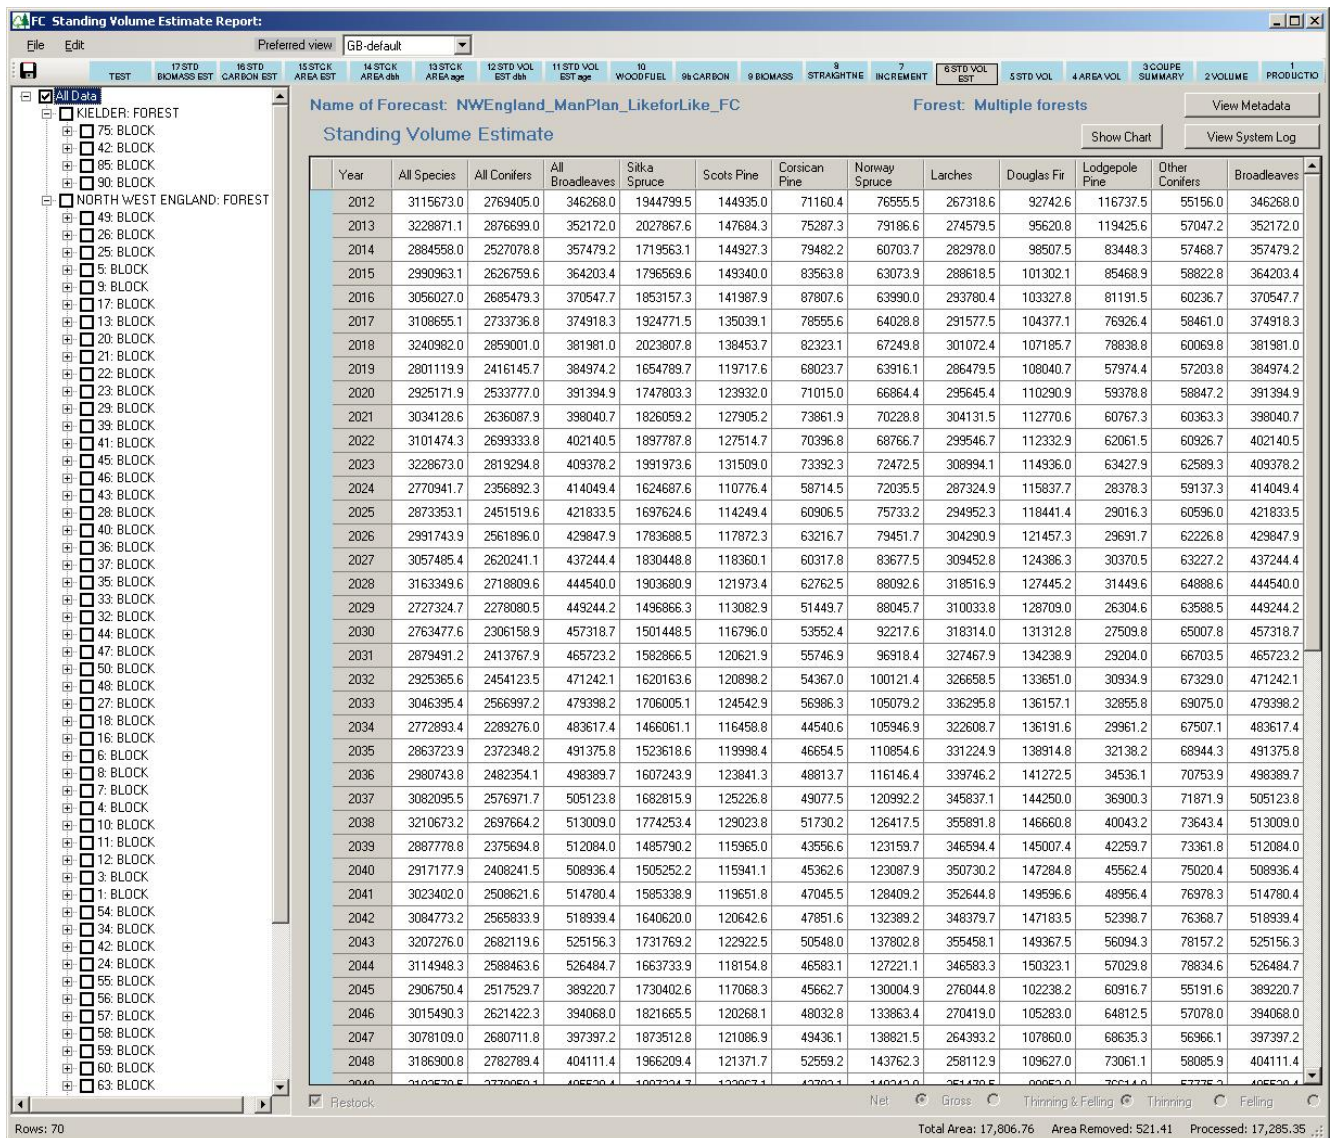 FC Standing Volume Estimate Report:
File Edit Preferred view GB-default
TEST 17 STD BIOMASS EST 16 STD CARBON EST 15 STCK AREA EST 14 STCK AREA dbh 13 STCK AREA age 12 STD VOL EST dbh 11 STD VOL EST age 10 WOODFUEL 9b CARBON 9 BIOMASS 8 STRAIGHTNE 7 INCREMENT 6 STD VOL EST 5 STD VOL 4 AREA VOL 3 COUPE SUMMARY 2 VOLUME 1 PRODUCTIO
All Data
KIELDER: FOREST
75: BLOCK
42: BLOCK
85: BLOCK
90: BLOCK
NORTH WEST ENGLAND: FOREST
49: BLOCK
26: BLOCK
25: BLOCK
5: BLOCK
9: BLOCK
17: BLOCK
13: BLOCK
20: BLOCK
21: BLOCK
22: BLOCK
23: BLOCK
29: BLOCK
39: BLOCK
41: BLOCK
45: BLOCK
46: BLOCK
43: BLOCK
28: BLOCK
40: BLOCK
36: BLOCK
37: BLOCK
35: BLOCK
33: BLOCK
32: BLOCK
44: BLOCK
47: BLOCK
50: BLOCK
48: BLOCK
27: BLOCK
18: BLOCK
16: BLOCK
6: BLOCK
8: BLOCK
7: BLOCK
4: BLOCK
10: BLOCK
11: BLOCK
12: BLOCK
3: BLOCK
1: BLOCK
54: BLOCK
34: BLOCK
42: BLOCK
24: BLOCK
55: BLOCK
56: BLOCK
57: BLOCK
58: BLOCK
59: BLOCK
60: BLOCK
63: BLOCK
Name of Forecast: NWEngland_ManPlan_LikeforLike_FC Forest: Multiple forests View Metadata
Standing Volume Estimate Show Chart View System Log
Year All Species All Conifers All Broadleaves Sitka Spruce Scots Pine Corsican Pine Norway Spruce Larches Douglas Fir Lodgepole Pine Other Conifers Broadleaves
2012 3115673.0 2769405.0 346268.0 1944799.5 144935.0 71160.4 76555.5 267318.6 92742.6 116737.5 55156.0 346268.0
2013 3228871.1 2876699.0 352172.0 2027867.6 147684.3 75287.3 79186.6 274579.5 95620.8 119425.6 57047.2 352172.0
2014 2884558.0 2527078.8 357479.2 1719563.1 144927.3 79482.2 60703.7 282978.0 98507.5 83448.3 57468.7 357479.2
2015 2990963.1 2626759.6 364203.4 1796569.6 149340.0 83563.8 63073.9 288618.5 101302.1 85468.9 58822.8 364203.4
2016 3056027.0 2685479.3 370547.7 1853157.3 141987.9 87807.6 63990.0 293780.4 103327.8 81191.5 60236.7 370547.7
2017 3108655.1 2733736.8 374918.3 1924771.5 135039.1 78555.6 64028.8 291577.5 104377.1 76926.4 58461.0 374918.3
2018 3240982.0 2859001.0 381981.0 2023807.8 138453.7 82323.1 67249.8 301072.4 107185.7 78838.8 60069.8 381981.0
2019 2801119.9 2416145.7 384974.2 1654789.7 119717.6 68023.7 63916.1 286479.5 108040.7 57974.4 57203.8 384974.2
2020 2925171.9 2533777.0 391394.9 1747803.3 123932.0 71015.0 66864.4 295645.4 110290.9 59378.8 58847.2 391394.9
2021 3034128.6 2636087.9 398040.7 1826059.2 127905.2 73861.9 70228.8 304131.5 112770.6 60767.3 60363.3 398040.7
2022 3101474.3 2699333.8 402140.5 1897787.8 127514.7 70396.8 68766.7 299546.7 112332.9 62061.5 60926.7 402140.5
2023 3228673.0 2819294.8 409378.2 1991973.6 131509.0 73392.3 72472.5 308994.1 114936.0 63427.9 62589.3 409378.2
2024 2770941.7 2356892.3 414049.4 1624687.6 110776.4 58714.5 72035.5 287324.9 115837.7 28378.3 59137.3 414049.4
2025 2873353.1 2451519.6 421833.5 1697624.6 114249.4 60906.5 75733.2 294952.3 118441.4 29016.3 60596.0 421833.5
2026 2991743.9 2561896.0 429847.9 1783688.5 117872.3 63216.7 79451.7 304290.9 121457.3 29691.7 62226.8 429847.9
2027 3057485.4 2620241.1 437244.4 1830448.8 118360.1 60317.8 83677.5 309452.8 124386.3 30370.5 63227.2 437244.4
2028 3163349.6 2718809.6 444540.0 1903680.9 121973.4 62762.5 88092.6 318516.9 127445.2 31449.6 64888.6 444540.0
2029 2727324.7 2278080.5 449244.2 1496866.3 113082.9 51449.7 88045.7 310033.8 128709.0 26304.6 63588.5 449244.2
2030 2763477.6 2306158.9 457318.7 1501448.5 116796.0 53552.4 92217.6 318314.0 131312.8 27509.8 65007.8 457318.7
2031 2879491.2 2413767.9 465723.2 1582866.5 120621.9 55746.9 96918.4 327467.9 134238.9 29204.0 66703.5 465723.2
2032 2925365.6 2454123.5 471242.1 1620163.6 120898.2 54367.0 100121.4 326658.5 133651.0 30934.9 67329.0 471242.1
2033 3046395.4 2566997.2 479398.2 1706005.1 124542.9 56986.3 105079.2 336295.8 136157.1 32855.8 69075.0 479398.2
2034 2772893.4 2289276.0 483617.4 1466061.1 116458.8 44540.6 105946.9 322608.7 136191.6 29961.2 67507.1 483617.4
2035 2863723.9 2372348.2 491375.8 1523618.6 119998.4 46654.5 110854.6 331224.9 138914.8 32138.2 68944.3 491375.8
2036 2980743.8 2482354.1 498389.7 1607243.9 123841.3 48813.7 116146.4 339746.2 141272.5 34536.1 70753.9 498389.7
2037 3082095.5 2576971.7 505123.8 1682815.9 125226.8 49077.5 120992.2 345837.1 144250.0 36900.3 71871.9 505123.8
2038 3210673.2 2697664.2 513009.0 1774253.4 129023.8 51730.2 126417.5 355891.8 146660.8 40043.2 73643.4 513009.0
2039 2887778.8 2375694.8 512084.0 1485790.2 115965.0 43556.6 123159.7 346594.4 145007.4 42259.7 73361.8 512084.0
2040 2917177.9 2408241.5 508936.4 1505252.2 115941.1 45362.6 123087.9 350730.2 147284.8 45562.4 75020.4 508936.4
2041 3023402.0 2508621.6 514780.4 1585338.9 119651.8 47045.5 128409.2 352644.8 149596.6 48956.4 76978.3 514780.4
2042 3084773.2 2565833.9 518939.4 1640620.0 120642.6 47851.6 132389.2 348379.7 147183.5 52398.7 76368.7 518939.4
2043 3207276.0 2682119.6 525156.3 1731769.2 122922.5 50548.0 137802.8 355458.1 149367.5 56094.3 78157.2 525156.3
2044 3114948.3 2588463.6 526484.7 1663733.9 118154.8 46583.1 127221.1 346583.3 150323.1 57029.8 78834.6 526484.7
2045 2906750.4 2517529.7 389220.7 1730402.6 117068.3 45662.7 130004.9 276044.8 102238.2 60916.7 55191.6 389220.7
2046 3015490.3 2621422.3 394068.0 1821665.5 120268.1 48032.8 133863.4 270419.0 105283.0 64812.5 57078.0 394068.0
2047 3078109.0 2680711.8 397397.2 1873512.8 121086.9 49436.1 138821.5 264393.2 107860.0 68635.3 56966.1 397397.2
2048 3186900.8 2782789.4 404111.4 1966209.4 121371.7 52559.2 143762.3 258112.9 109627.0 73061.1 58085.9 404111.4
Restock Net Gross Thinning & Felling Thinning Felling
Rows: 70 Total Area: 17,806.76 Area Removed: 521.41 Processed: 17,285.35